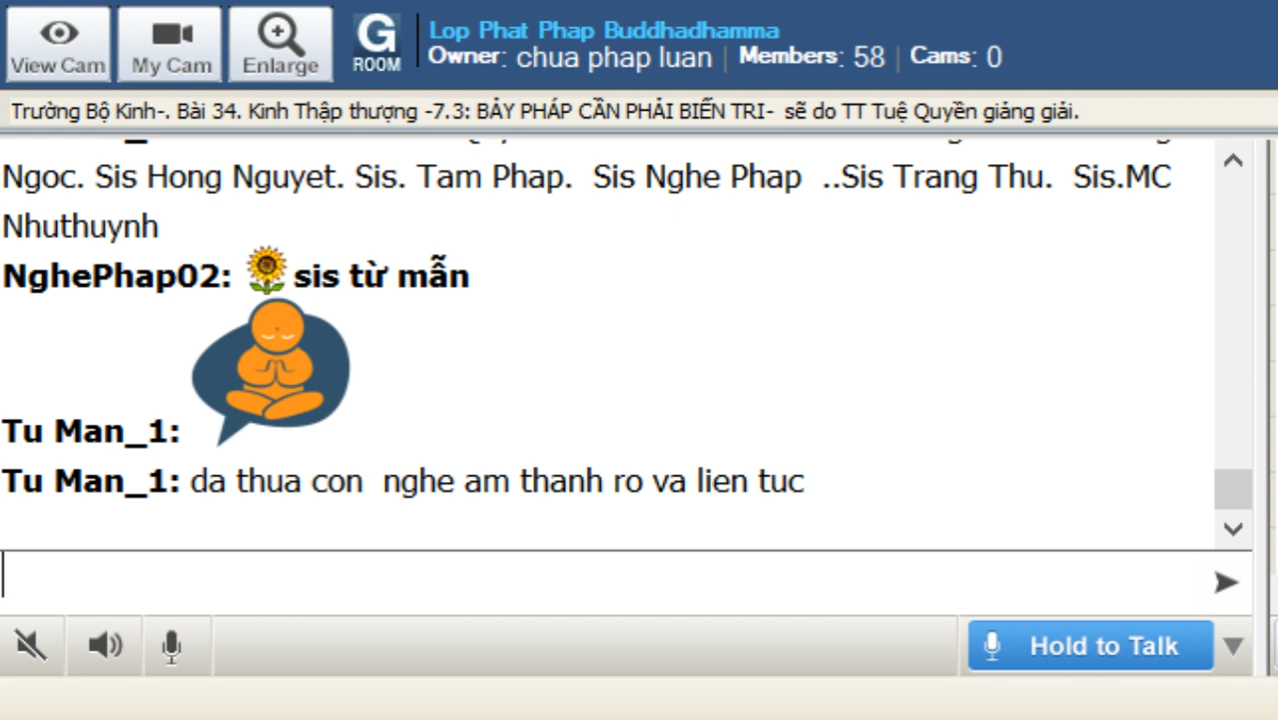 View Cam
My Cam
Enlarge
G
ROOM
Lop Phat Phap Buddhadhamma
Owner: chua phap luan | Members: 58 | Cams: 0
Trường Bộ Kinh-. Bài 34. Kinh Thập thượng -7.3: BẢY PHÁP CẦN PHẢI BIẾN TRI- sẽ do TT Tuệ Quyền giảng giải.
Ngoc. Sis Hong Nguyet. Sis. Tam Phap. Sis Nghe Phap ..Sis Trang Thu. Sis.MC
Nhuthuynh
NghePhap02: sis từ mẫn
Tu Man_1:
Tu Man_1: da thua con nghe am thanh ro va lien tuc
Hold to Talk